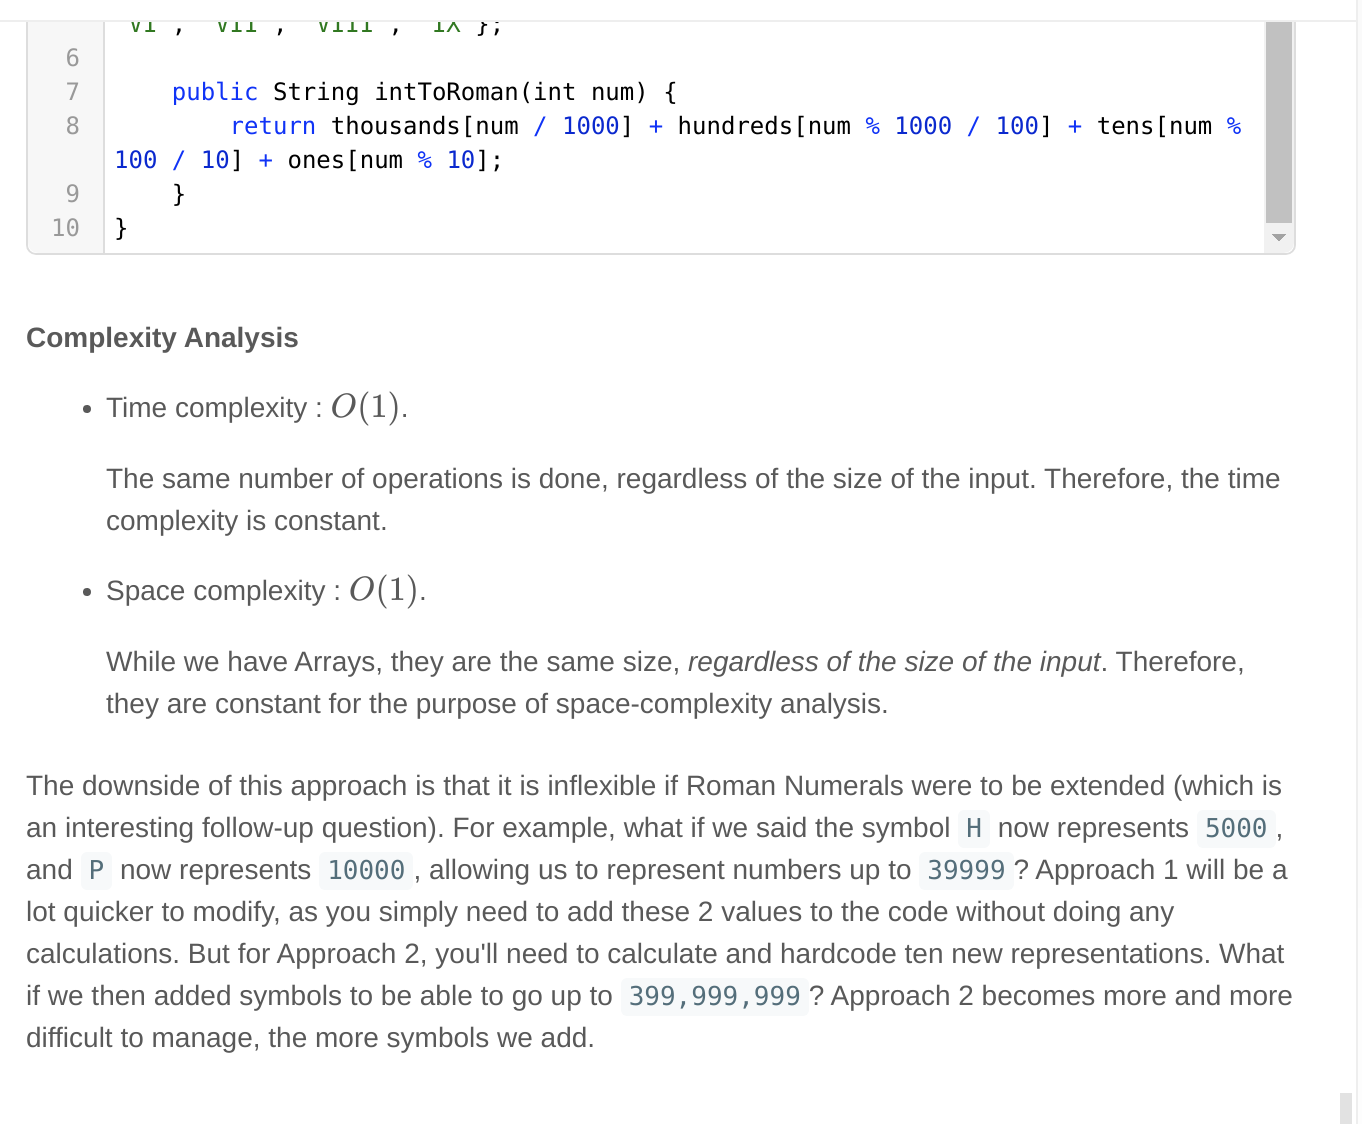 "VI", "VII", "VIII", "IX"};
6
7 public String intToRoman(int num) {
8 return thousands[num / 1000] + hundreds[num % 1000 / 100] + tens[num %
100 / 10] + ones[num % 10];
9 }
10 }
Complexity Analysis
• Time complexity : O(1).
The same number of operations is done, regardless of the size of the input. Therefore, the time
complexity is constant.
• Space complexity : O(1).
While we have Arrays, they are the same size, regardless of the size of the input. Therefore,
they are constant for the purpose of space-complexity analysis.
The downside of this approach is that it is inflexible if Roman Numerals were to be extended (which is
an interesting follow-up question). For example, what if we said the symbol H now represents 5000,
and P now represents 10000, allowing us to represent numbers up to 39999? Approach 1 will be a
lot quicker to modify, as you simply need to add these 2 values to the code without doing any
calculations. But for Approach 2, you'll need to calculate and hardcode ten new representations. What
if we then added symbols to be able to go up to 399,999,999? Approach 2 becomes more and more
difficult to manage, the more symbols we add.